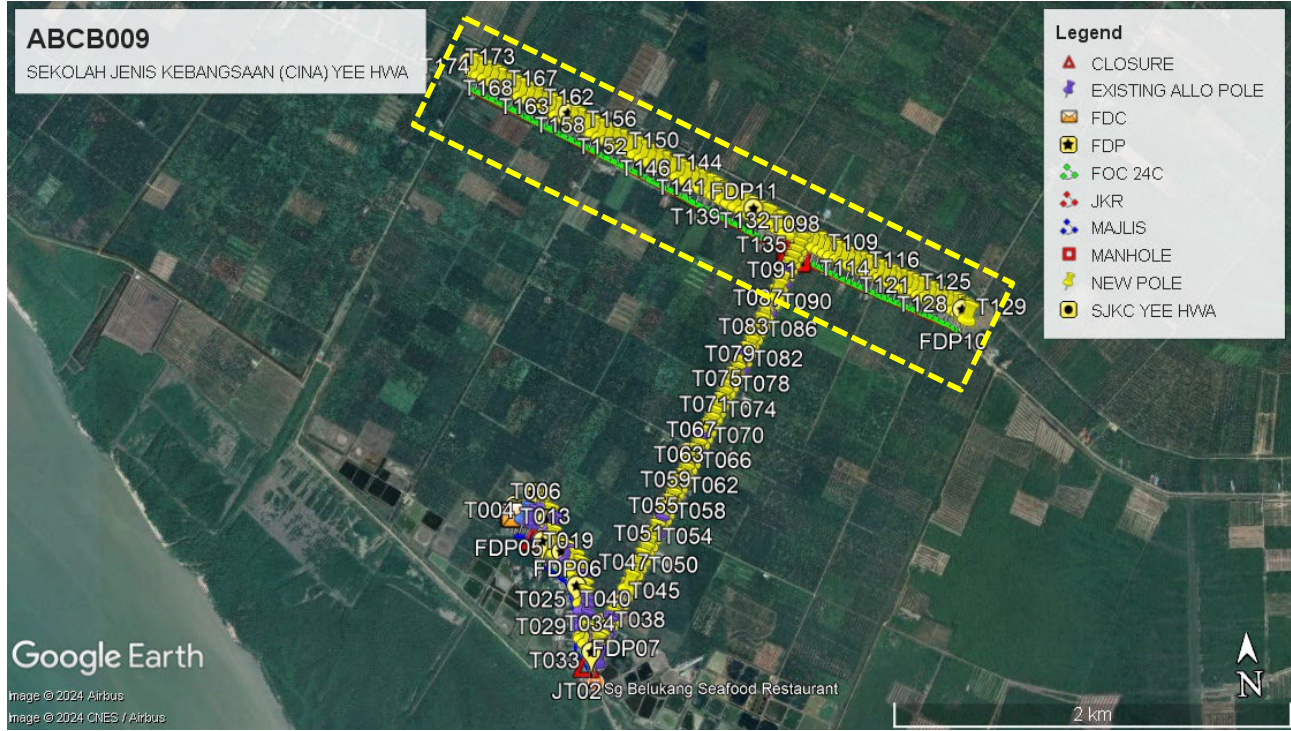 ABCB009
SEKOLAH JENIS KEBANGSAAN (CINA) YEE HWA
Legend
CLOSURE
EXISTING ALLO POLE
FDC
FDP
FOC 24C
JKR
MAJLIS
MANHOLE
NEW POLE
SJKC YEE HWA
T173
T174
T167
T168
T162
T163
T156
T158
T150
T152
T144
T146
T141
FDP11
T139
T132
T098
T135
T109
T091
T114
T116
T121
T125
T128
T129
FDP10
T087
T090
T083
T086
T079
T082
T075
T078
T071
T074
T067
T070
T063
T066
T059
T062
T055
T058
T051
T054
T047
T050
T045
T006
T004
T013
FDP05
T019
FDP06
T025
T040
T029
T034
T038
FDP07
T033
JT02
Sg Belukang Seafood Restaurant
Google Earth
Image © 2024 Airbus
Image © 2024 CNES / Airbus
N
2 km